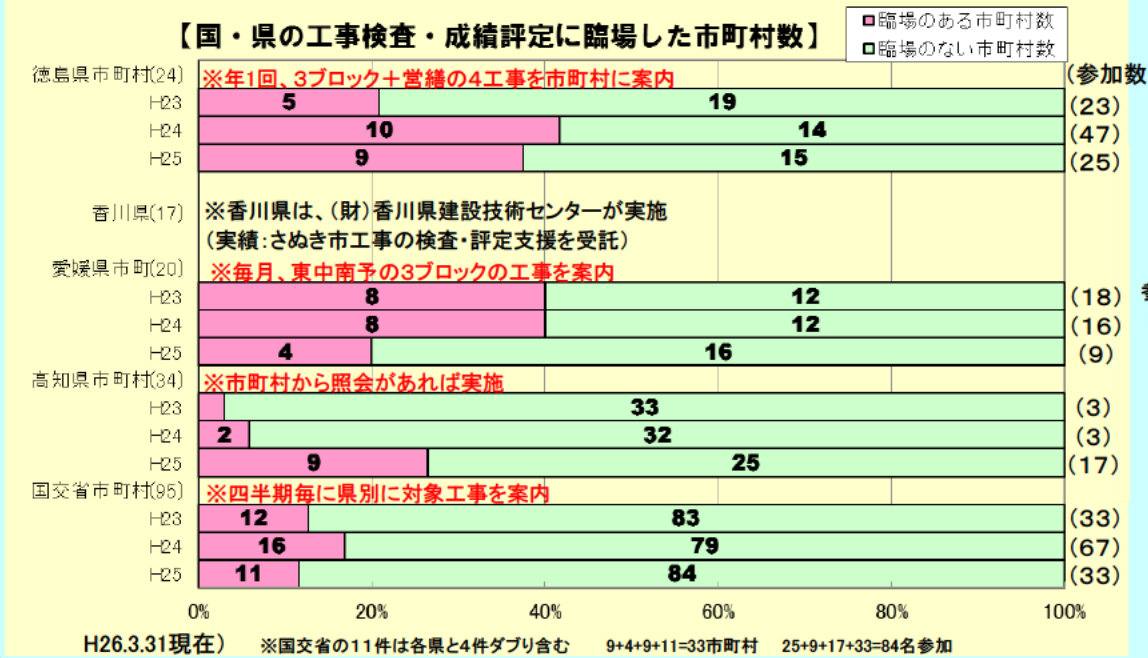 【国・県の工事検査・成績評定に臨場した市町村数】
臨場のある市町村数
臨場のない市町村数
徳島県市町村(24) ※年1回、3ブロック＋営繕の4工事を市町村に案内 (参加数
H23 5 19 (23)
H24 10 14 (47)
H25 9 15 (25)
香川県(17) ※香川県は、(財)香川県建設技術センターが実施
(実績:さぬき市工事の検査・評定支援を受託)
愛媛県市町(20) ※毎月、東中南予の3ブロックの工事を案内
H23 8 12 (18)
H24 8 12 (16)
H25 4 16 (9)
高知県市町村(34) ※市町村から照会があれば実施
H23 33 (3)
H24 2 32 (3)
H25 9 25 (17)
国交省市町村(95) ※四半期毎に県別に対象工事を案内
H23 12 83 (33)
H24 16 79 (67)
H25 11 84 (33)
0% 20% 40% 60% 80% 100%
H26.3.31現在） ※国交省の11件は各県と4件ダブり含む 9+4+9+11=33市町村 25+9+17+33=84名参加